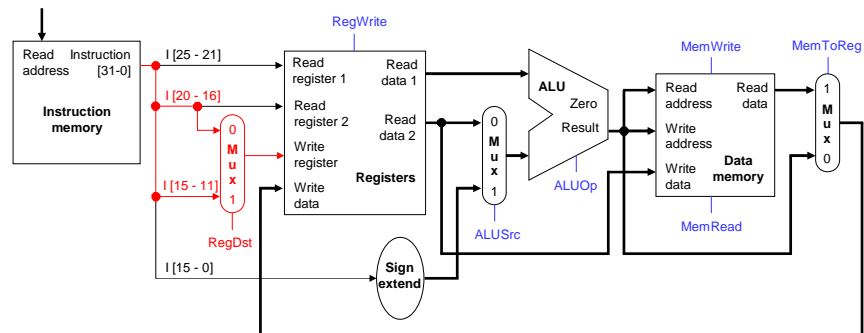 RegWrite
MemWrite
MemToReg
Read
address
Instruction
[31-0]
Instruction
memory
I [25 - 21]
I [20 - 16]
I [15 - 11]
I [15 - 0]
0
M
u
x
1
RegDst
Read
register 1
Read
data 1
Read
register 2
Read
data 2
Write
register
Registers
Write
data
Sign
extend
0
M
u
x
1
ALUSrc
ALU
Zero
Result
ALUOp
Read
address
Read
data
Write
address
Write
data
Data
memory
MemRead
1
M
u
x
0